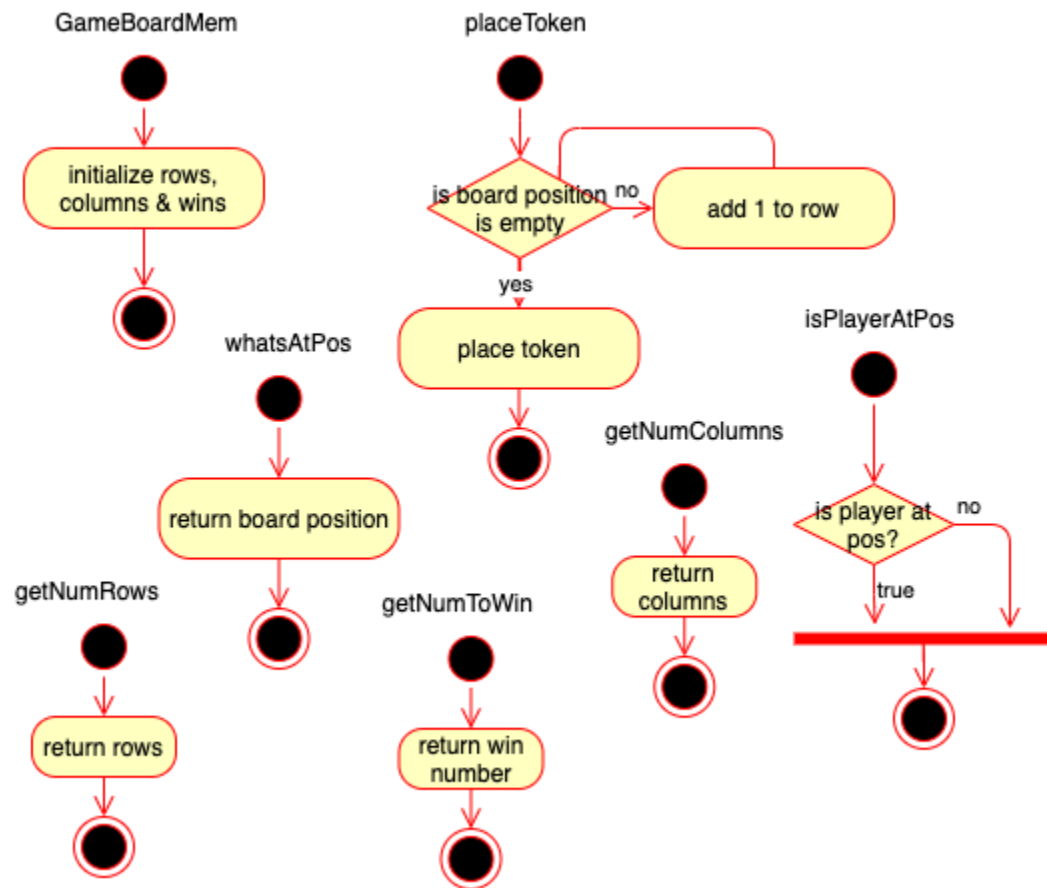 GameBoardMem
initialize rows,
columns & wins
placeToken
is board position
is empty
no
add 1 to row
yes
place token
whatsAtPos
return board position
isPlayerAtPos
is player at
pos?
no
true
getNumColumns
return
columns
getNumRows
return rows
getNumToWin
return win
number